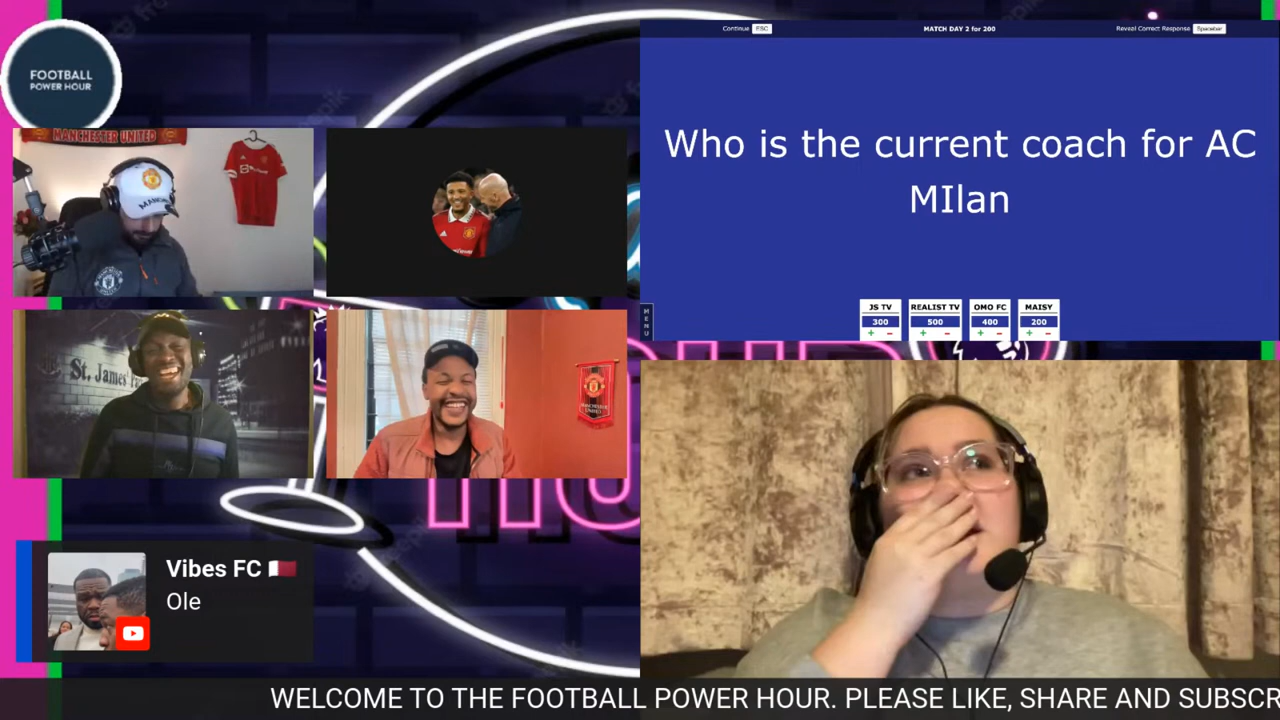 FOOTBALL
POWER HOUR
MANCHESTER UNITED
Continue ESC
MATCH DAY 2 for 200
Reveal Correct Response Spacebar
Who is the current coach for AC
MIlan
MENU
JS TV
300
+ -
REALIST TV
500
+ -
OMO FC
400
+ -
MAISY
200
+ -
St. James' Pa
Vibes FC
Ole
WELCOME TO THE FOOTBALL POWER HOUR. PLEASE LIKE, SHARE AND SUBSCR